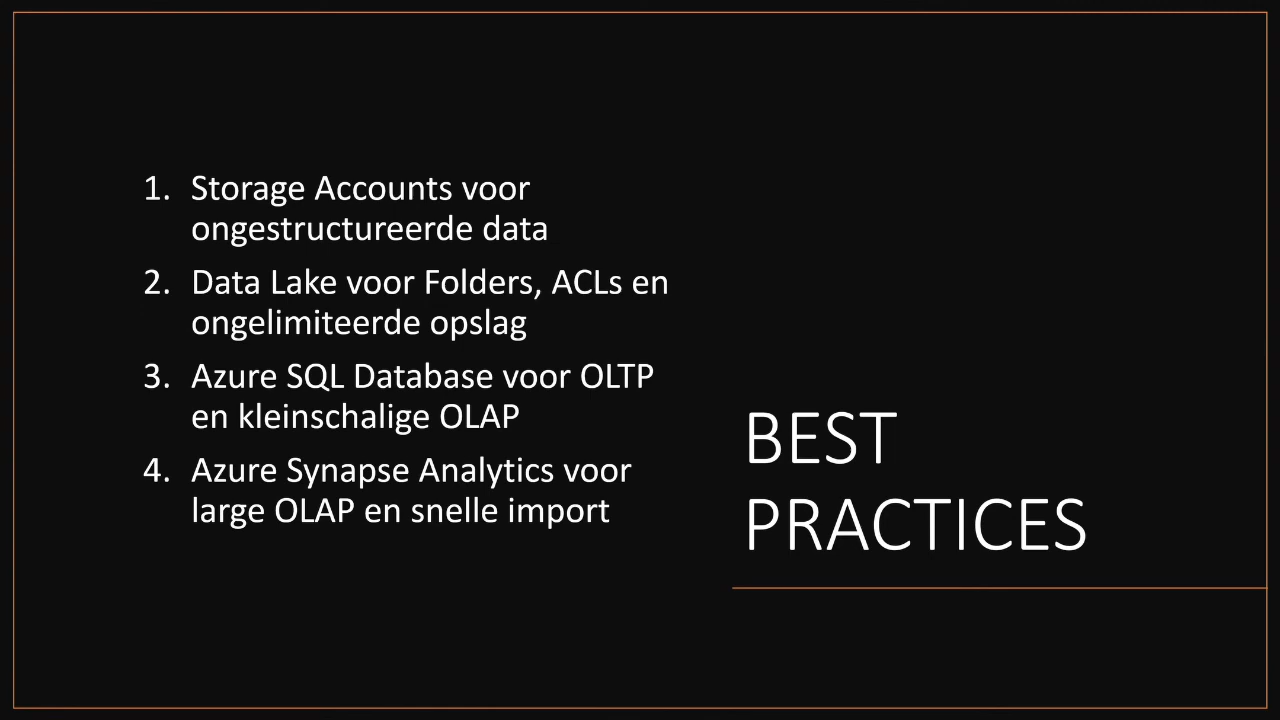 1. Storage Accounts voor
ongestructureerde data
2. Data Lake voor Folders, ACLs en
ongelimiteerde opslag
3. Azure SQL Database voor OLTP
en kleinschalige OLAP
4. Azure Synapse Analytics voor
large OLAP en snelle import
BEST
PRACTICES